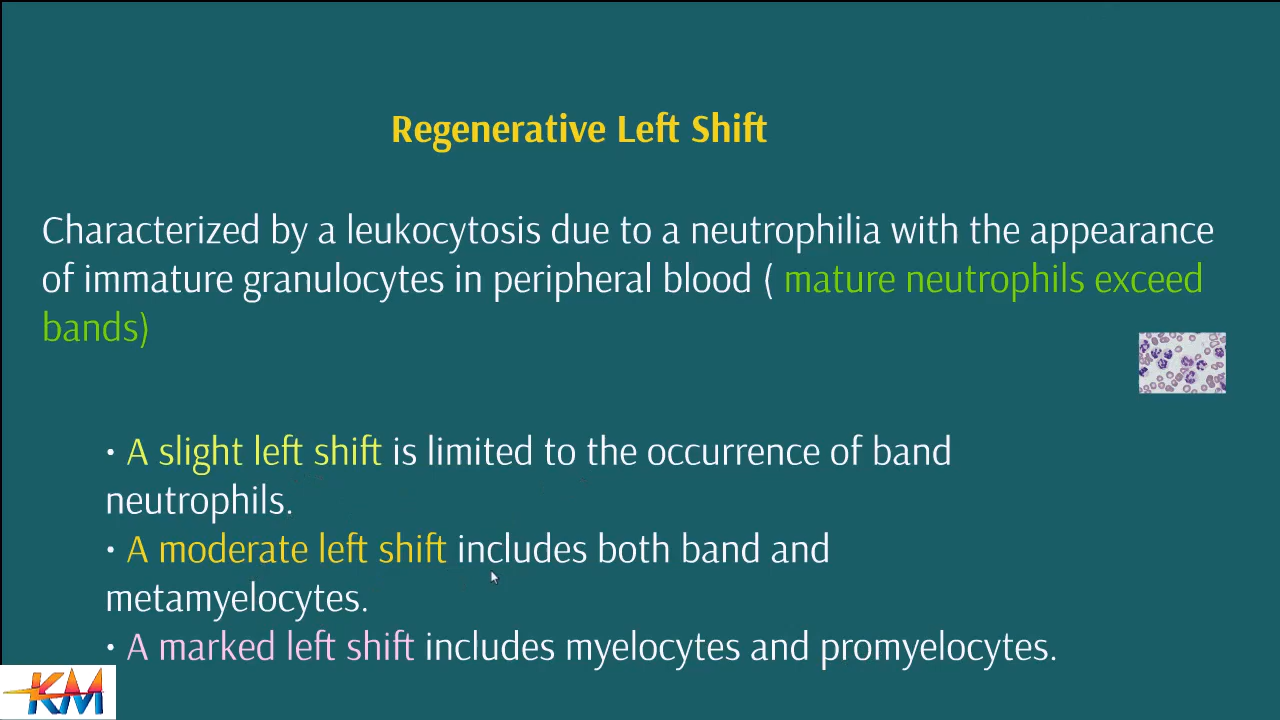 Regenerative Left Shift
Characterized by a leukocytosis due to a neutrophilia with the appearance
of immature granulocytes in peripheral blood ( mature neutrophils exceed
bands)
· A slight left shift is limited to the occurrence of band
neutrophils.
· A moderate left shift includes both band and
metamyelocytes.
· A marked left shift includes myelocytes and promyelocytes.
KM